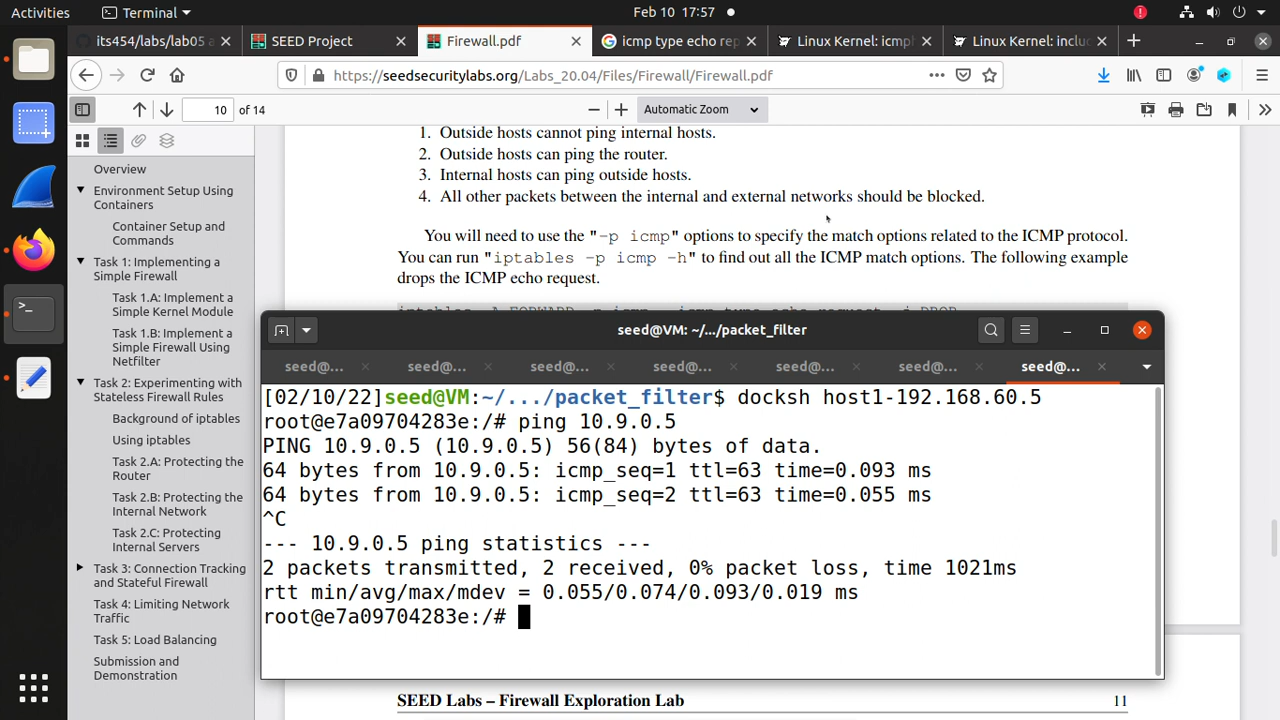 Activities
Terminal
Feb 10 17:57
its454/labs/lab05 a
SEED Project
Firewall.pdf
icmp type echo re
Linux Kernel: icmp
Linux Kernel: inclu
https://seedsecuritylabs.org/Labs_20.04/Files/Firewall/Firewall.pdf
10 of 14
Automatic Zoom
Overview
Environment Setup Using
Containers
Container Setup and
Commands
Task 1: Implementing a
Simple Firewall
Task 1.A: Implement a
Simple Kernel Module
Task 1.B: Implement a
Simple Firewall Using
Netfilter
Task 2: Experimenting with
Stateless Firewall Rules
Background of iptables
Using iptables
Task 2.A: Protecting the
Router
Task 2.B: Protecting the
Internal Network
Task 2.C: Protecting
Internal Servers
Task 3: Connection Tracking
and Stateful Firewall
Task 4: Limiting Network
Traffic
Task 5: Load Balancing
Submission and
Demonstration
1. Outside hosts cannot ping internal hosts.
2. Outside hosts can ping the router.
3. Internal hosts can ping outside hosts.
4. All other packets between the internal and external networks should be blocked.
You will need to use the "-p icmp" options to specify the match options related to the ICMP protocol.
You can run "iptables -p icmp -h" to find out all the ICMP match options. The following example
drops the ICMP echo request.
seed@VM: ~/.../packet_filter
seed@...
seed@...
seed@...
seed@...
seed@...
seed@...
seed@...
[02/10/22]seed@VM:~/.../packet_filter$ docksh host1-192.168.60.5
root@e7a09704283e:/# ping 10.9.0.5
PING 10.9.0.5 (10.9.0.5) 56(84) bytes of data.
64 bytes from 10.9.0.5: icmp_seq=1 ttl=63 time=0.093 ms
64 bytes from 10.9.0.5: icmp_seq=2 ttl=63 time=0.055 ms
^C
--- 10.9.0.5 ping statistics ---
2 packets transmitted, 2 received, 0% packet loss, time 1021ms
rtt min/avg/max/mdev = 0.055/0.074/0.093/0.019 ms
root@e7a09704283e:/#
SEED Labs – Firewall Exploration Lab
11